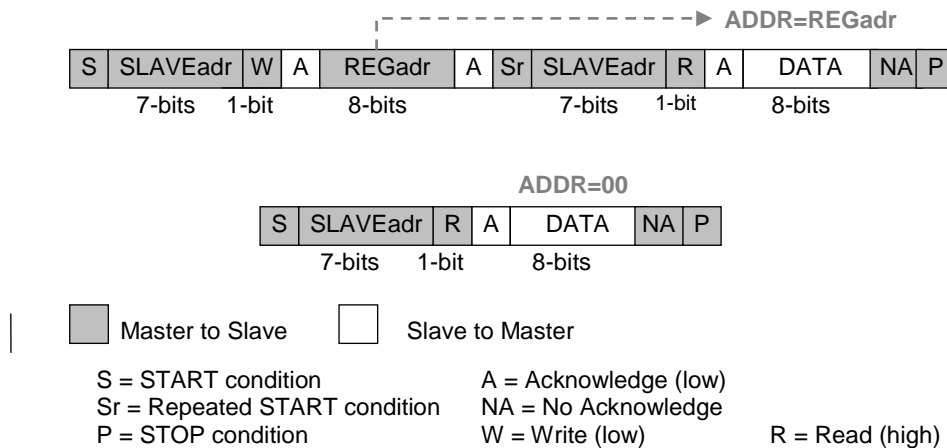 ADDR=REGadr
S SLAVEadr W A REGadr A Sr SLAVEadr R A DATA NA P
7-bits 1-bit 8-bits 7-bits 1-bit 8-bits
ADDR=00
S SLAVEadr R A DATA NA P
7-bits 1-bit 8-bits
Master to Slave Slave to Master
S = START condition A = Acknowledge (low)
Sr = Repeated START condition NA = No Acknowledge
P = STOP condition W = Write (low) R = Read (high)